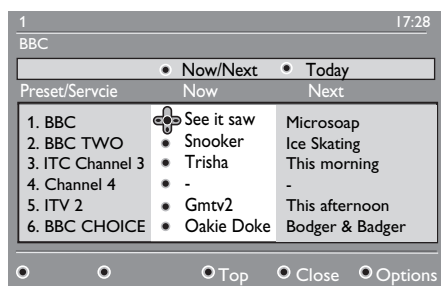 1 17:28
BBC
Now/Next Today
Preset/Servcie Now Next
1. BBC See it saw Microsoap
2. BBC TWO Snooker Ice Skating
3. ITC Channel 3 Trisha This morning
4. Channel 4 - -
5. ITV 2 Gmtv2 This afternoon
6. BBC CHOICE Oakie Doke Bodger & Badger
Top Close Options